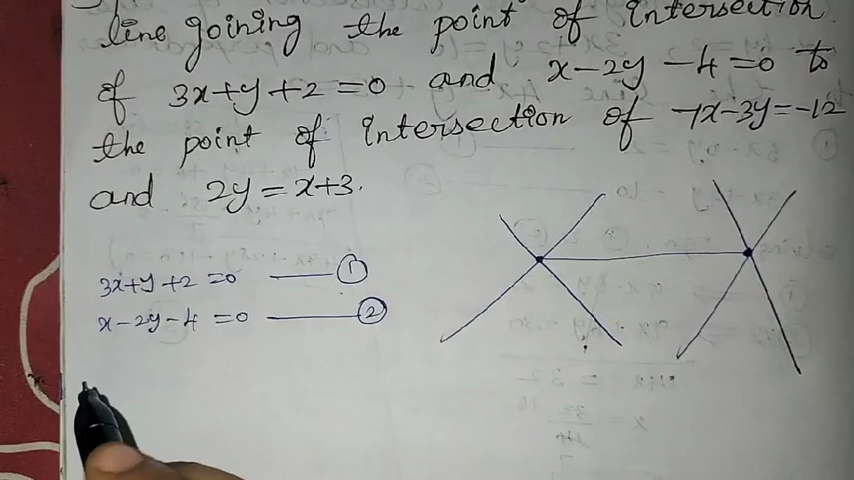 line goining the point of intersection
of 3x+y+2=0 and x-2y-4=0 to
the point of intersection of 7x-3y=-12
and 2y=x+3.
3x+y+2=0 —— ①
x-2y-4=0 —— ②